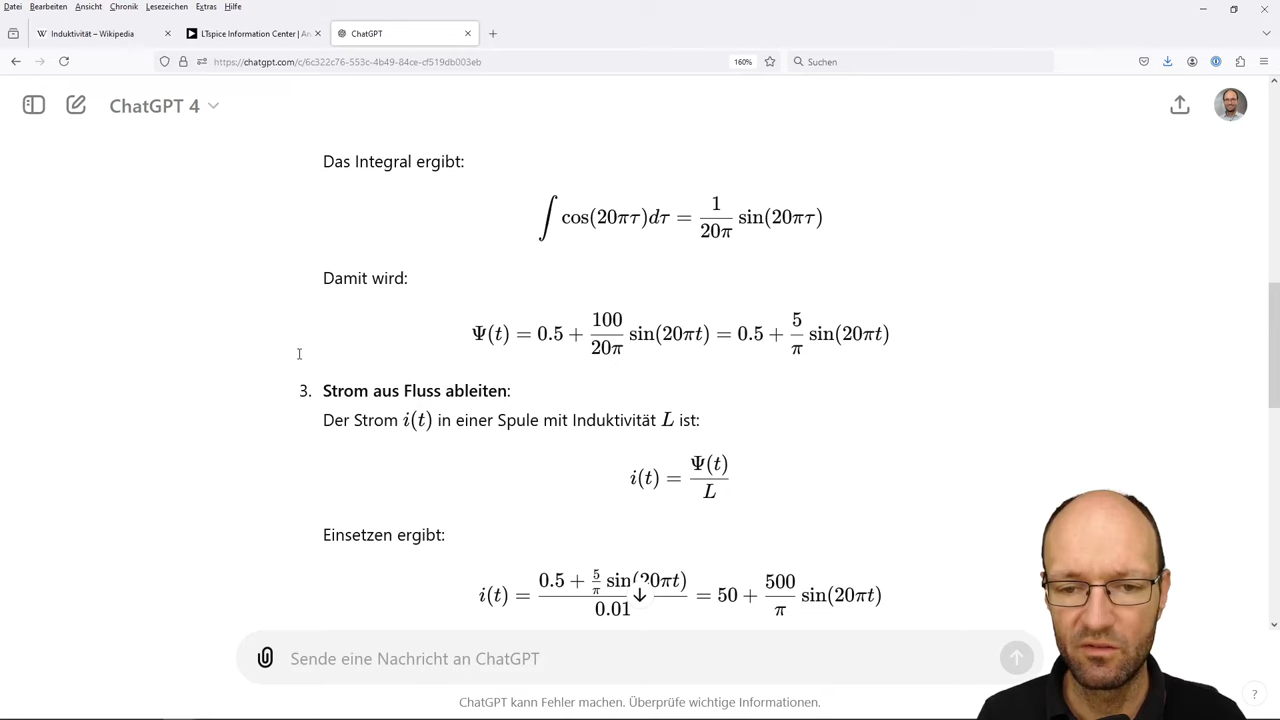 Datei Bearbeiten Ansicht Chronik Lesezeichen Extras Hilfe
Induktivität – Wikipedia
LTspice Information Center | An
ChatGPT
https://chatgpt.com/c/6c322c76-553c-4b49-84ce-cf519db003eb
160%
Suchen
ChatGPT 4
Das Integral ergibt:
∫ cos(20πτ)dτ = 1/20π sin(20πτ)
Damit wird:
Ψ(t) = 0.5 + 100/20π sin(20πt) = 0.5 + 5/π sin(20πt)
3. Strom aus Fluss ableiten:
Der Strom i(t) in einer Spule mit Induktivität L ist:
i(t) = Ψ(t)/L
Einsetzen ergibt:
i(t) = 0.5 + 5/π sin(20πt)/0.01 = 50 + 500/π sin(20πt)
Sende eine Nachricht an ChatGPT
ChatGPT kann Fehler machen. Überprüfe wichtige Informationen.
?